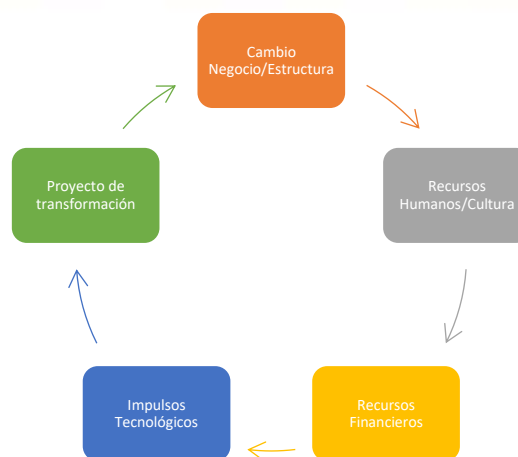 Cambio
Negocio/Estructura
Recursos
Humanos/Cultura
Recursos
Financieros
Impulsos
Tecnológicos
Proyecto de
transformación